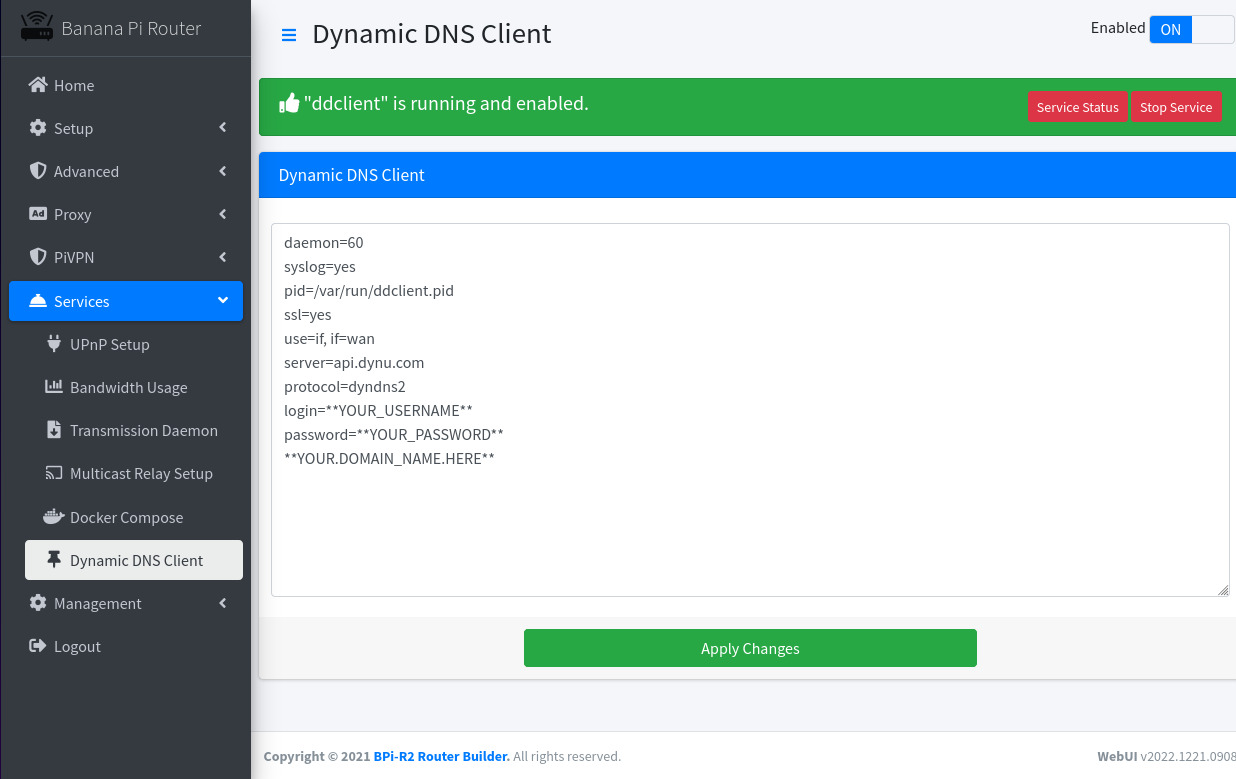 Banana Pi Router
Dynamic DNS Client
Enabled
ON
Home
Setup
Advanced
Ad Proxy
PiVPN
Services
UPnP Setup
Bandwidth Usage
Transmission Daemon
Multicast Relay Setup
Docker Compose
Dynamic DNS Client
Management
Logout
"ddclient" is running and enabled.
Service Status
Stop Service
Dynamic DNS Client
daemon=60
syslog=yes
pid=/var/run/ddclient.pid
ssl=yes
use=if, if=wan
server=api.dynu.com
protocol=dyndns2
login=**YOUR_USERNAME**
password=**YOUR_PASSWORD**
**YOUR.DOMAIN_NAME.HERE**
Apply Changes
Copyright © 2021 BPi-R2 Router Builder. All rights reserved.
WebUI v2022.1221.0908